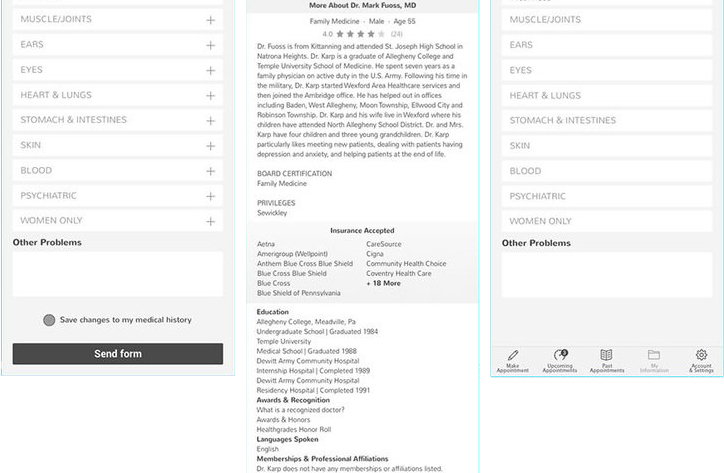 MUSCLE/JOINTS
EARS
EYES
HEART & LUNGS
STOMACH & INTESTINES
SKIN
BLOOD
PSYCHIATRIC
WOMEN ONLY
Other Problems
Save changes to my medical history
Send form
More About Dr. Mark Fuoss, MD
Family Medicine - Male - Age 55
4.0 ★★★★★ (24)
Dr. Fuoss is from Kittanning and attended St. Joseph High School in
Natrona Heights. Dr. Karp is a graduate of Allegheny College and
Temple University School of Medicine. He spent seven years as a
family physician on active duty in the U.S. Army. Following his time in
the military, Dr. Karp started Wexford Area Healthcare services and
then joined the Ambridge office. He has helped out in offices
including Baden, West Allegheny, Moon Township, Ellwood City and
Robinson Township. Dr. Karp and his wife live in Wexford where his
children have attended North Allegheny School District. Dr. and Mrs.
Karp have four children and three young grandchildren. Dr. Karp
particularly likes meeting new patients, dealing with patients having
depression and anxiety, and helping patients at the end of life.
BOARD CERTIFICATION
Family Medicine
PRIVILEGES
Sewickley
Insurance Accepted
Aetna
Amerigroup (Wellpoint)
Anthem Blue Cross Blue Shield
Blue Cross Blue Shield
Blue Cross
Blue Shield of Pennsylvania
CareSource
Cigna
Community Health Choice
Coventry Health Care
+ 18 More
Education
Allegheny College, Meadville, Pa
Undergraduate School | Graduated 1984
Temple University
Medical School | Graduated 1988
Dewitt Army Community Hospital
Internship Hospital | Completed 1989
Dewitt Army Community Hospital
Residency Hospital | Completed 1991
Awards & Recognition
What is a recognized doctor?
Awards & Honors
Healthgrades Honor Roll
Languages Spoken
English
Memberships & Professional Affiliations
Dr. Karp does not have any memberships or affiliations listed.
MUSCLE/JOINTS
EARS
EYES
HEART & LUNGS
STOMACH & INTESTINES
SKIN
BLOOD
PSYCHIATRIC
WOMEN ONLY
Other Problems
Make
Appointment
Upcoming
Appointments
Past
Appointments
My
Information
Account
& Settings